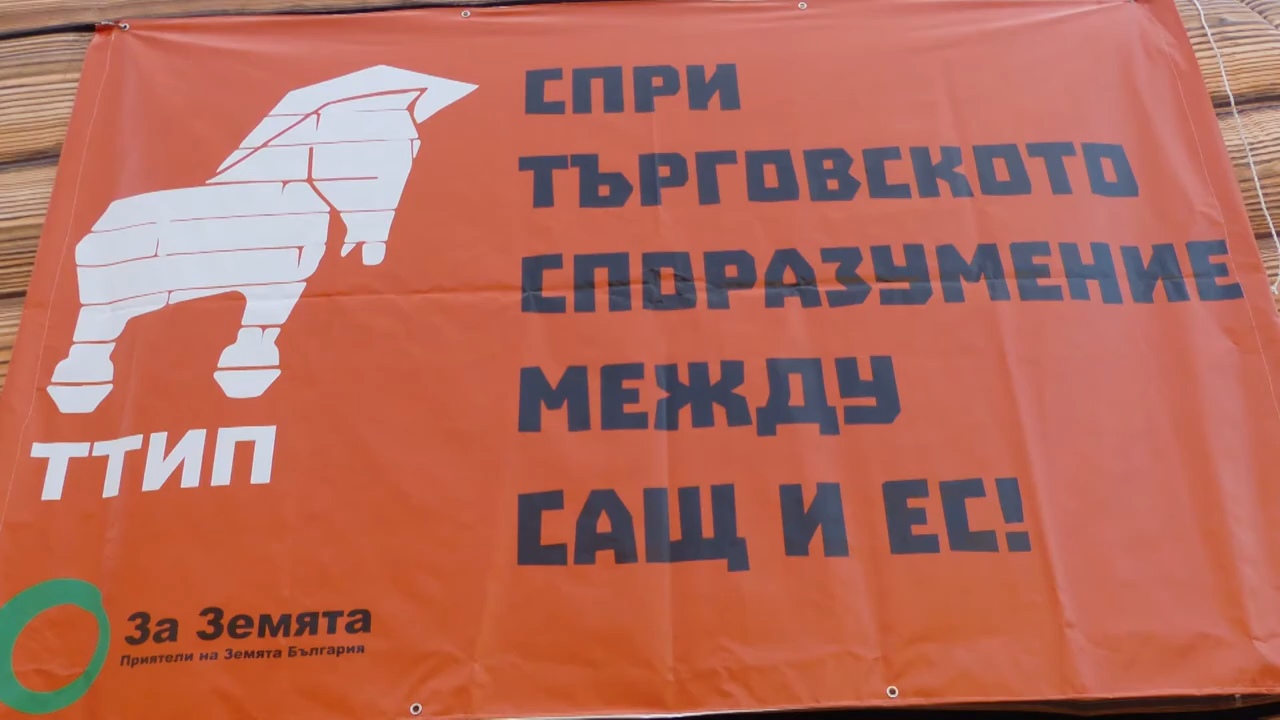 СПРИ
ТЪРГОВСКОТО
СПОРАЗУМЕНИЕ
МЕЖДУ
САЩ И ЕС!
ТТИП
За Земята
Приятели на Земята България